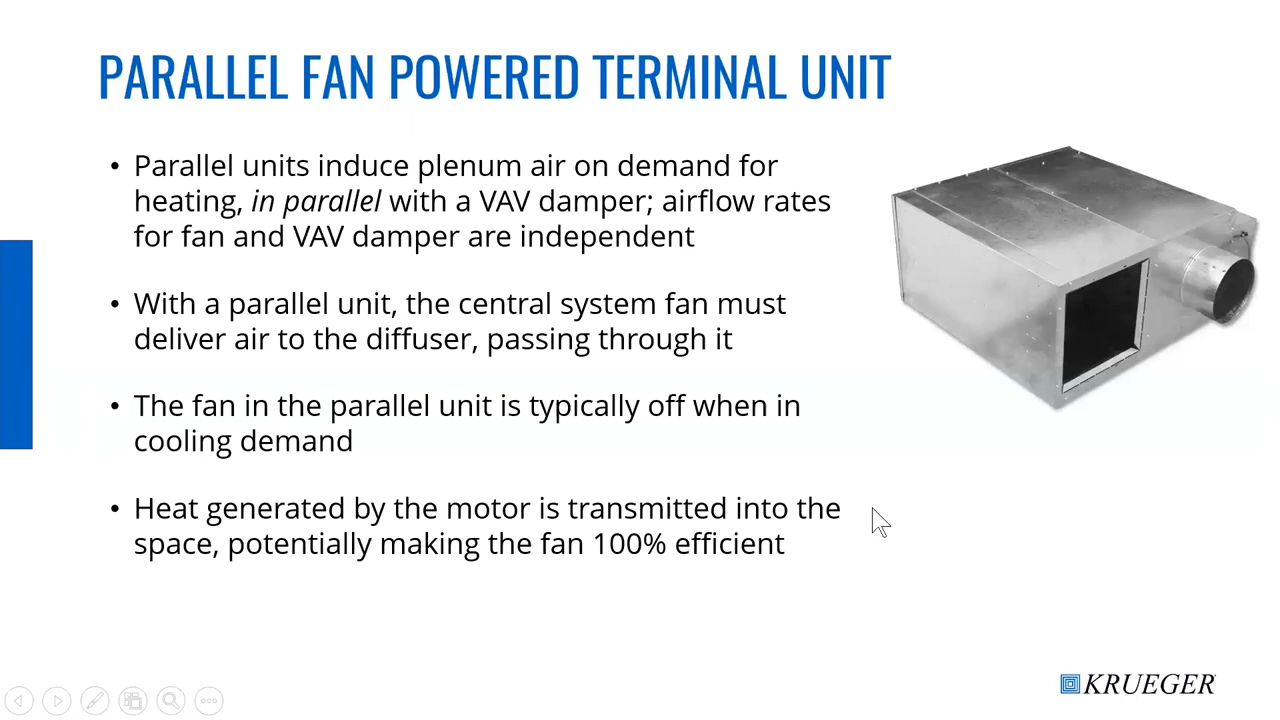 PARALLEL FAN POWERED TERMINAL UNIT
• Parallel units induce plenum air on demand for
heating, in parallel with a VAV damper; airflow rates
for fan and VAV damper are independent
• With a parallel unit, the central system fan must
deliver air to the diffuser, passing through it
• The fan in the parallel unit is typically off when in
cooling demand
• Heat generated by the motor is transmitted into the
space, potentially making the fan 100% efficient
KRUEGER